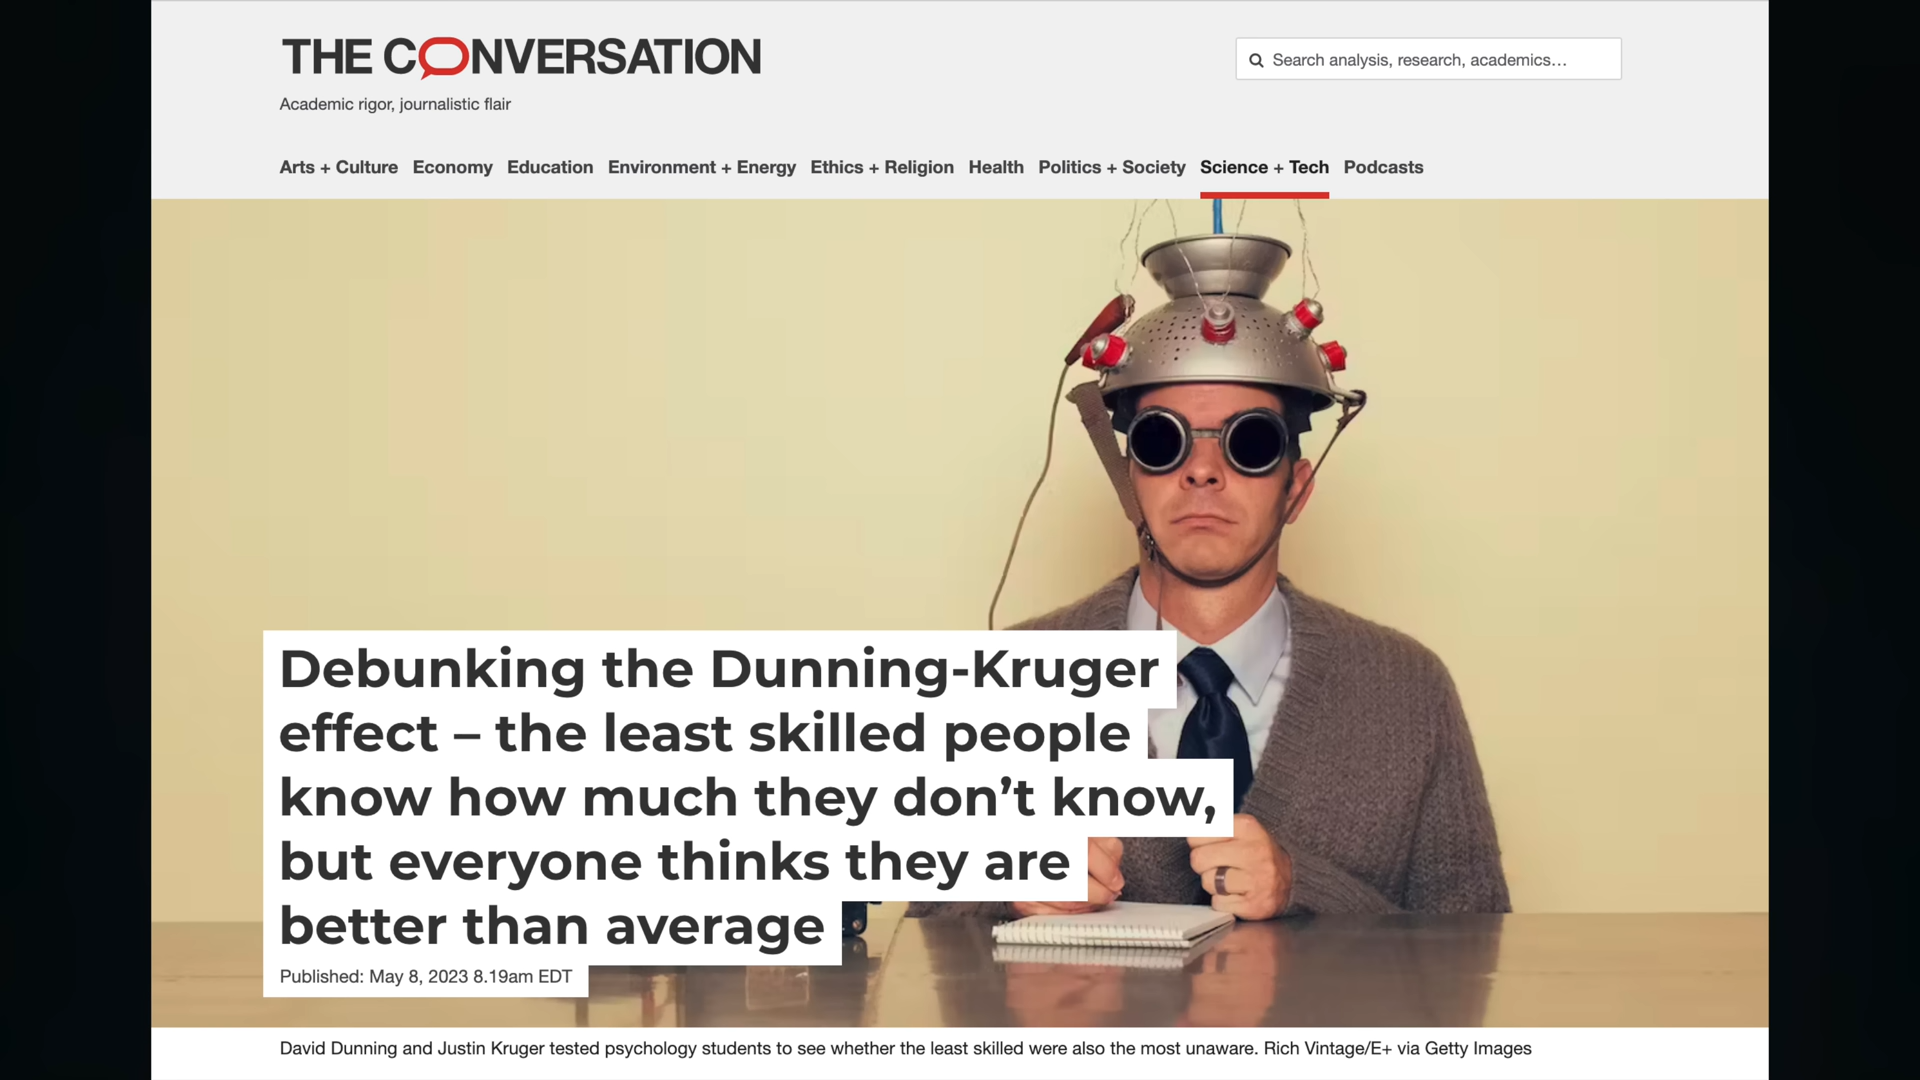 THE CONVERSATION
Search analysis, research, academics...
Academic rigor, journalistic flair
Arts + Culture Economy Education Environment + Energy Ethics + Religion Health Politics + Society Science + Tech Podcasts
Debunking the Dunning-Kruger
effect – the least skilled people
know how much they don’t know,
but everyone thinks they are
better than average
Published: May 8, 2023 8.19am EDT
David Dunning and Justin Kruger tested psychology students to see whether the least skilled were also the most unaware. Rich Vintage/E+ via Getty Images